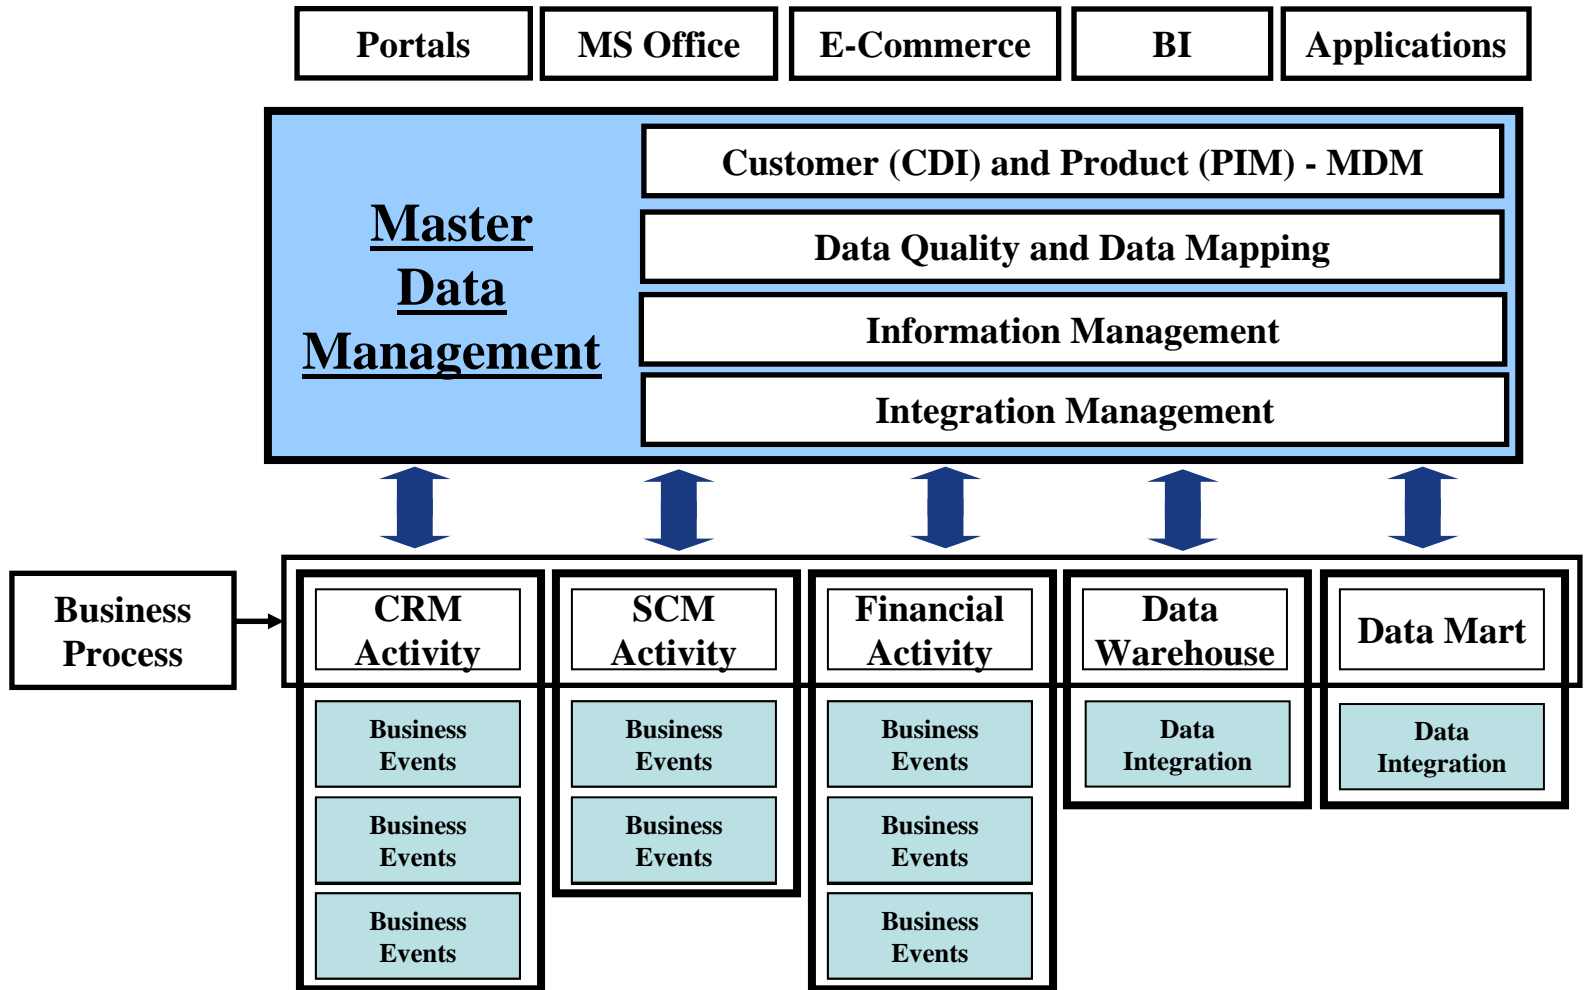 Portals
MS Office
E-Commerce
BI
Applications
Master
Data
Management
Customer (CDI) and Product (PIM) - MDM
Data Quality and Data Mapping
Information Management
Integration Management
Business
Process
CRM
Activity
SCM
Activity
Financial
Activity
Data
Warehouse
Data Mart
Business
Events
Business
Events
Business
Events
Data
Integration
Data
Integration
Business
Events
Business
Events
Business
Events
Business
Events
Business
Events